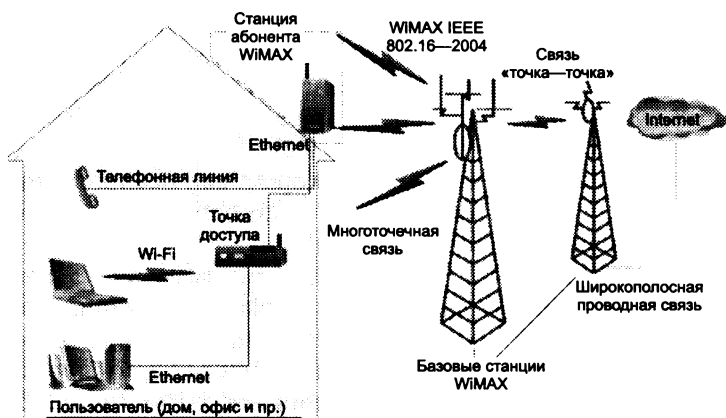 Станция
абонента
WiMAX
WIMAX IEEE
802.16—2004
Связь
«точка—точка»
Internet
Ethernet
Телефонная линия
Точка
доступа
Wi-Fi
Многоточечная
связь
Широкополосная
проводная связь
Ethernet
Базовые станции
WiMAX
Пользователь (дом, офис и пр.)